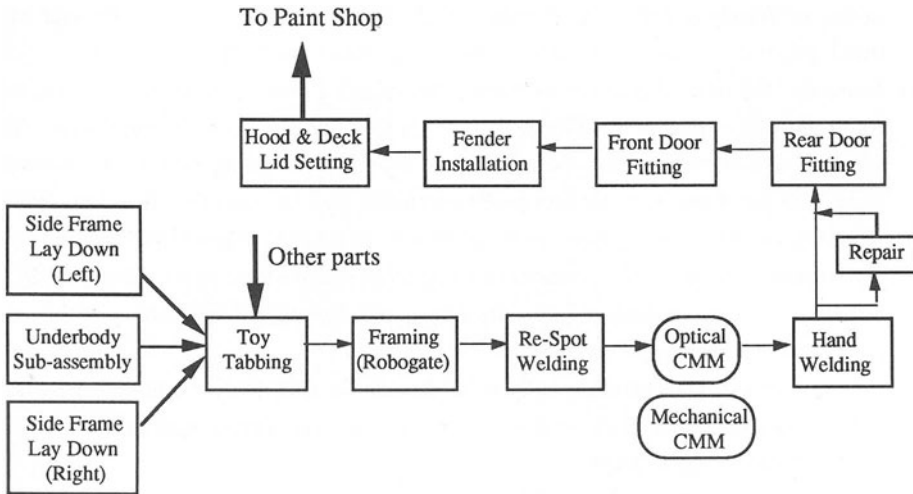 To Paint Shop
Hood & Deck
Lid Setting
Fender
Installation
Front Door
Fitting
Rear Door
Fitting
Side Frame
Lay Down
(Left)
Other parts
Repair
Underbody
Sub-assembly
Toy
Tabbing
Framing
(Robogate)
Re-Spot
Welding
Optical
CMM
Hand
Welding
Mechanical
CMM
Side Frame
Lay Down
(Right)